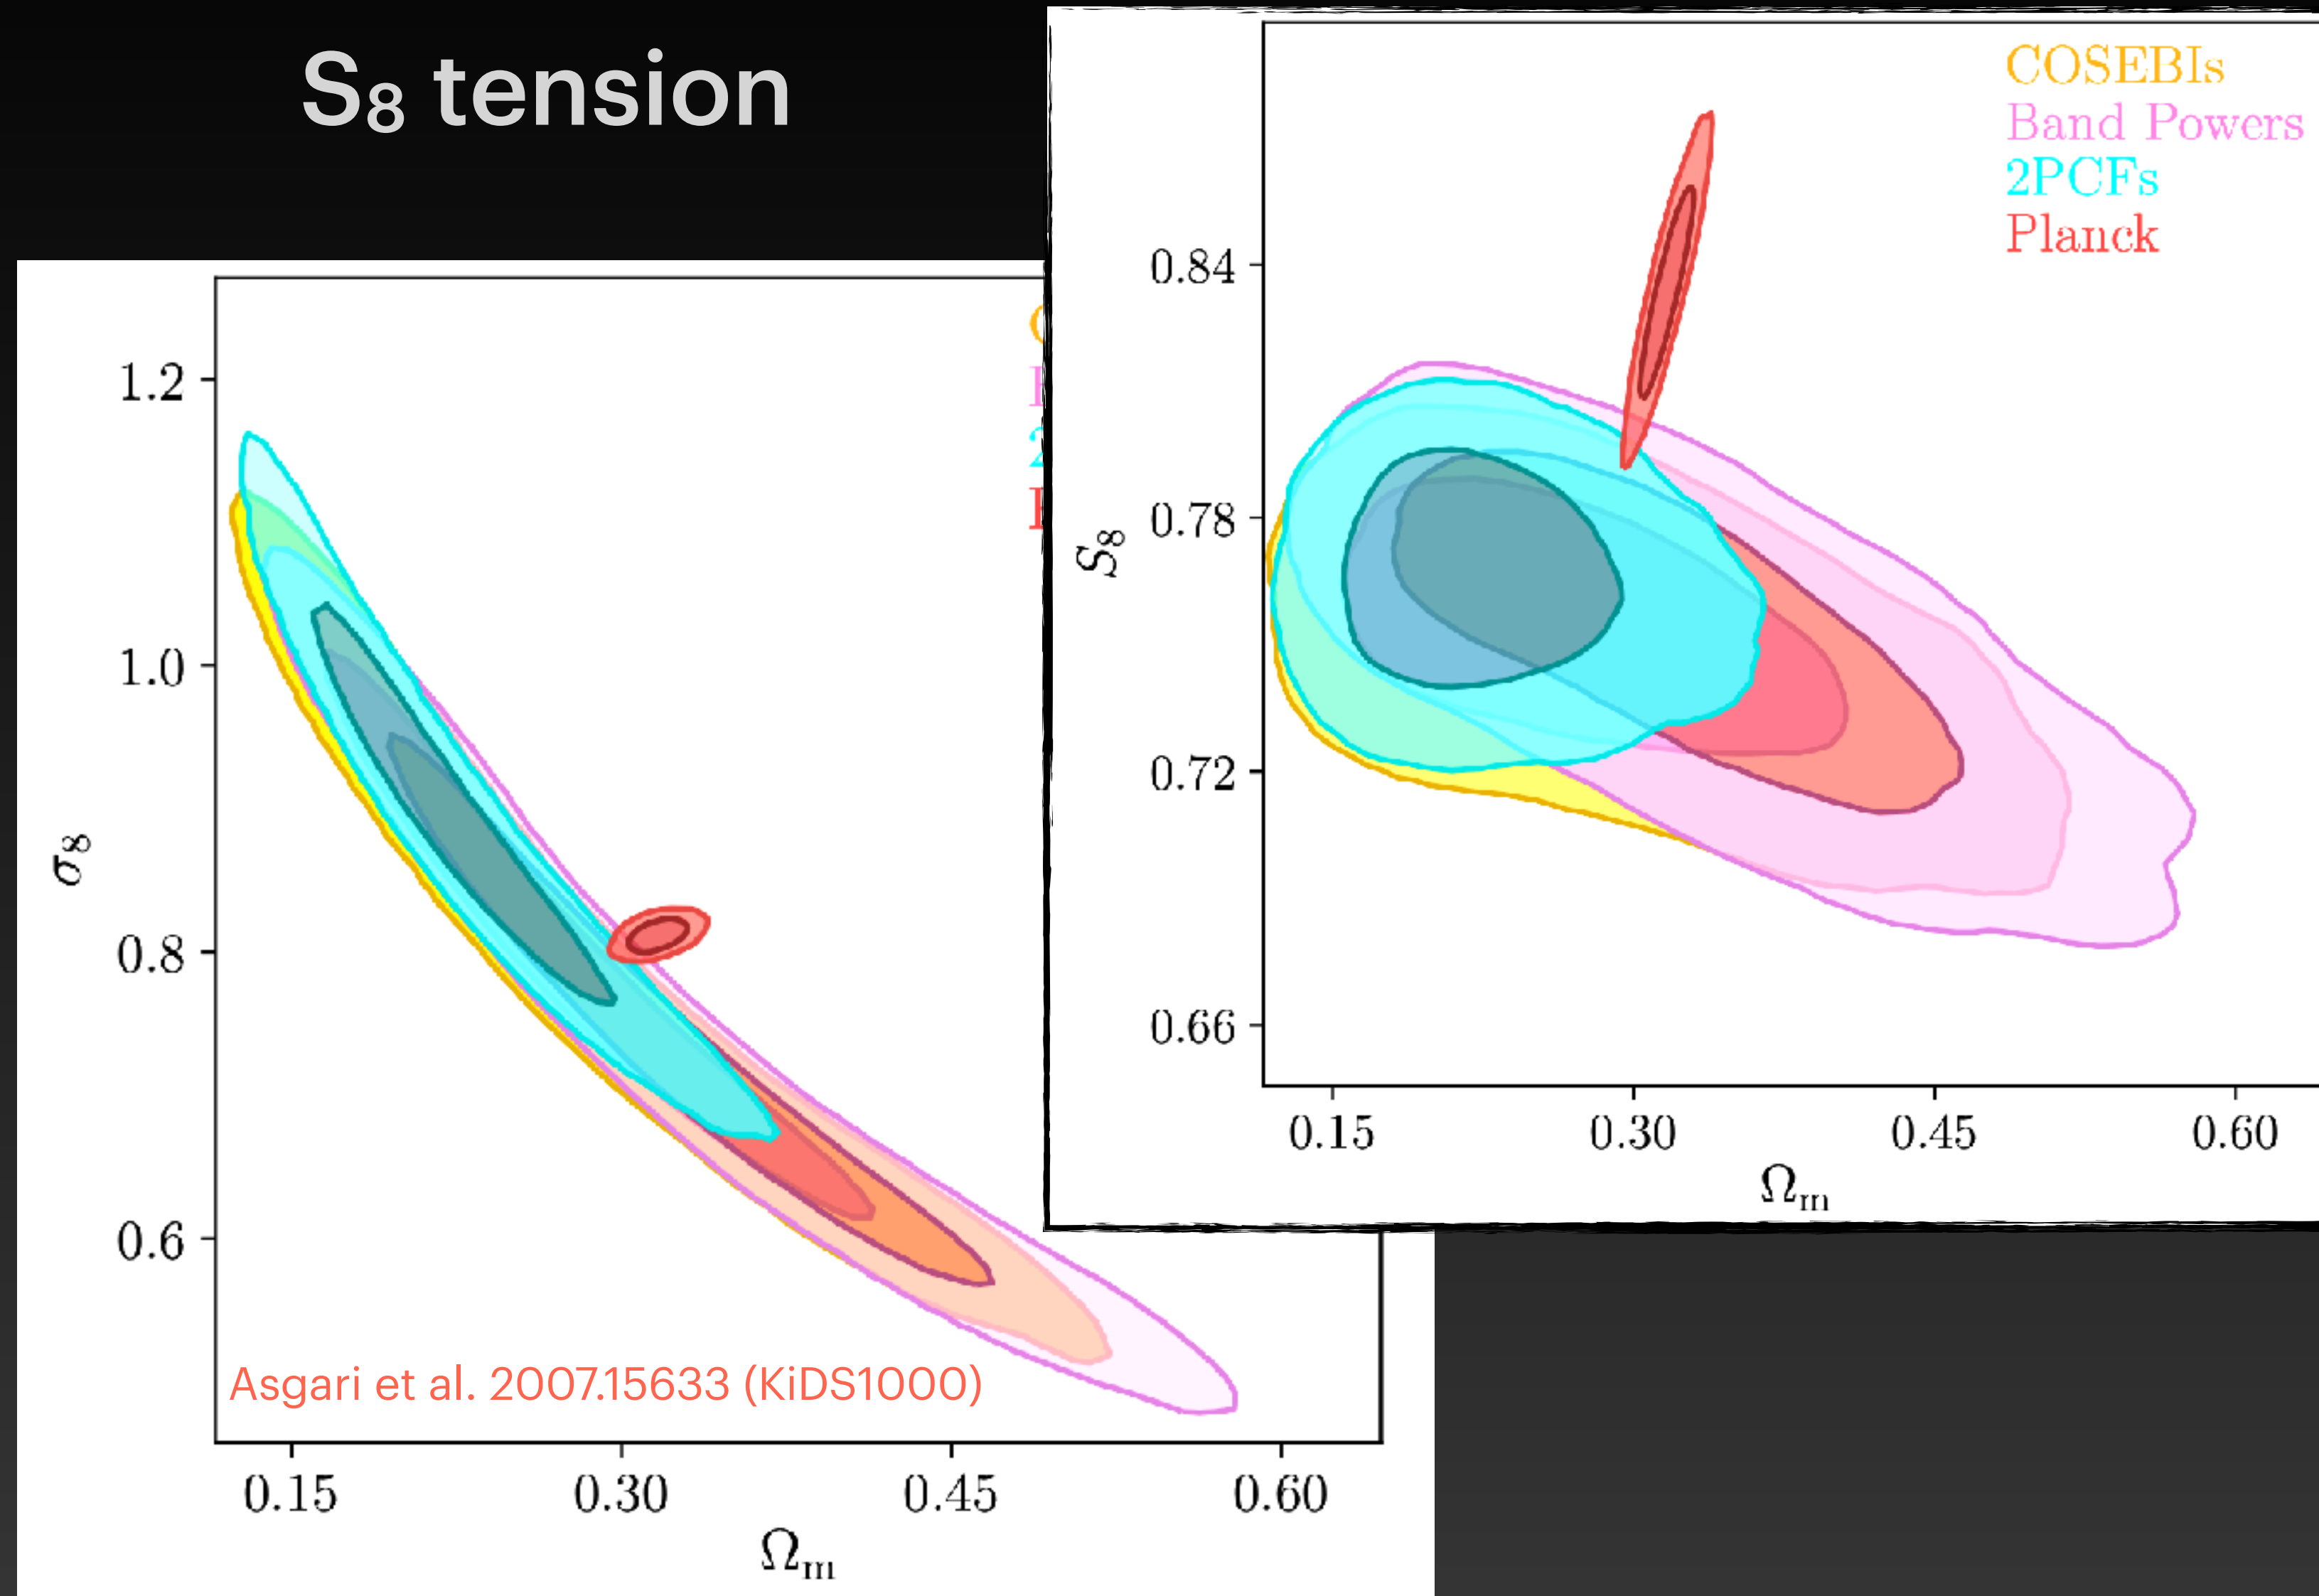 S₈ tension
COSEBIs
Band Powers
2PCFs
Planck
0.84
0.78
0.72
0.66
S₈
0.15 0.30 0.45 0.60
Ωₘ
1.2
1.0
0.8
0.6
σ₈
Asgari et al. 2007.15633 (KiDS1000)
0.15 0.30 0.45 0.60
Ωₘ